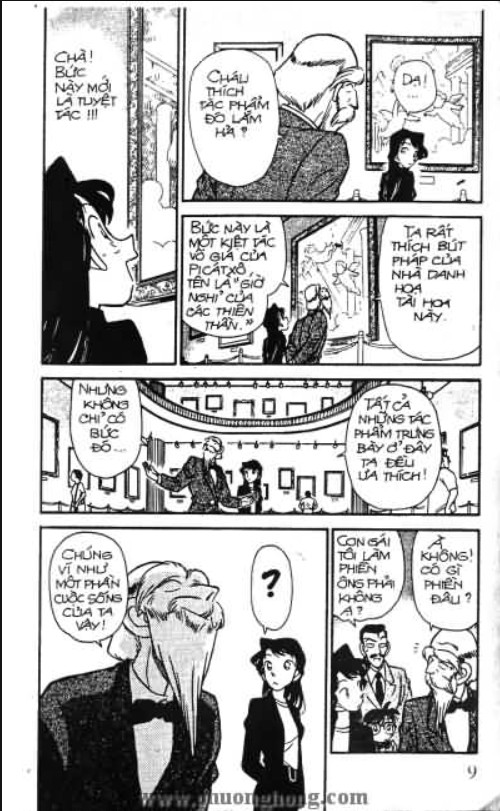 CHÀ!
BỨC
NÀY MỚI
LÀ TUYỆT
TÁC !!!
CHÁU
THÍCH
TÁC PHẨM
ĐÓ LẮM
HẢ ?
DẠ!
...
BỨC NÀY LÀ
MỘT KIỆT TÁC
VÔ GIÁ CỦA
PICÁTXÔ,
TÊN LÀ "GIỜ
NGHỈ CỦA
CÁC THIÊN
THẦN."
TA RẤT
THÍCH BÚT
PHÁP CỦA
NHÀ DANH
HỌA
TÀI HOA
NÀY.
NHƯNG
KHÔNG
CHỈ CÓ
BỨC
ĐÓ...
TẤT CẢ
NHỮNG TÁC
PHẨM TRƯNG
BÀY Ở ĐÂY
TA ĐỀU
ƯA THÍCH!
CHÚNG
VÍ NHƯ
MỘT PHẦN
CUỘC SỐNG
CỦA TA
VẬY!
?
CON GÁI
TÔI LÀM
PHIỀN
ÔNG PHẢI
KHÔNG
Ạ ?
À
KHÔNG!
CÓ GÌ
PHIỀN
ĐÂU ?
9
www.phuonghong.com